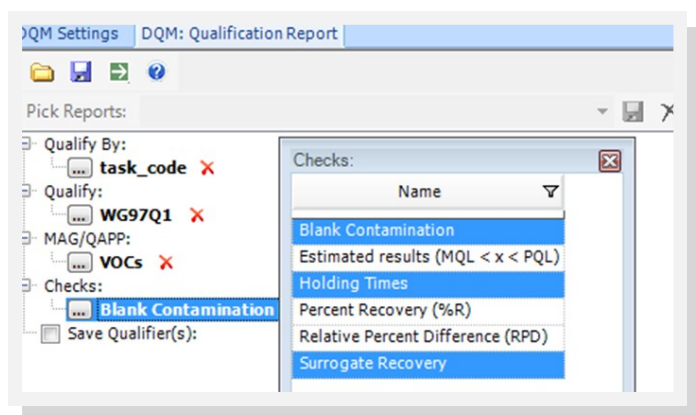 DQM Settings DQM: Qualification Report
Pick Reports:
Qualify By:
... task_code
Qualify:
... WG97Q1
MAG/QAPP:
... VOCs
Checks:
... Blank Contamination
Save Qualifier(s):
Checks:
Name
Blank Contamination
Estimated results (MQL < x < PQL)
Holding Times
Percent Recovery (%R)
Relative Percent Difference (RPD)
Surrogate Recovery